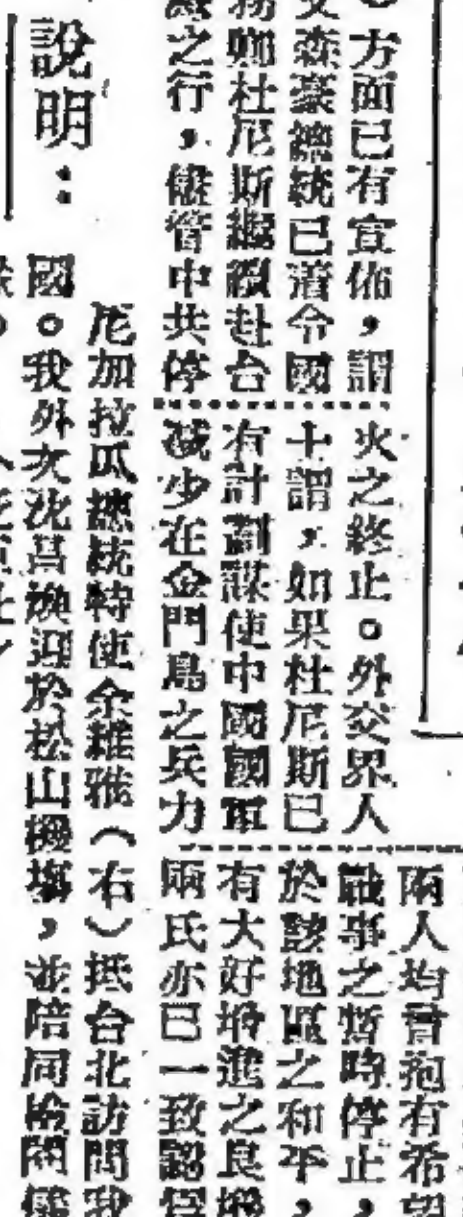 方面已有宣佈，謂
艾森豪總統已著令國
務卿杜尼斯繼續赴台
之行，儘管中共停
火之終止。外交界人
士謂，如果杜尼斯已
有計劃謀使中國國軍
減少在金門島之兵力
兩人均曾抱有希望
戰事之暫時停止，
於該地區之和平，
有大好增進之良機
兩氏亦已一致認爲
說明：
尼加拉瓜總統特使余維雅（右）抵台北訪問我
國。我外次沈昌煥迎於松山機場，並陪同檢閱儀